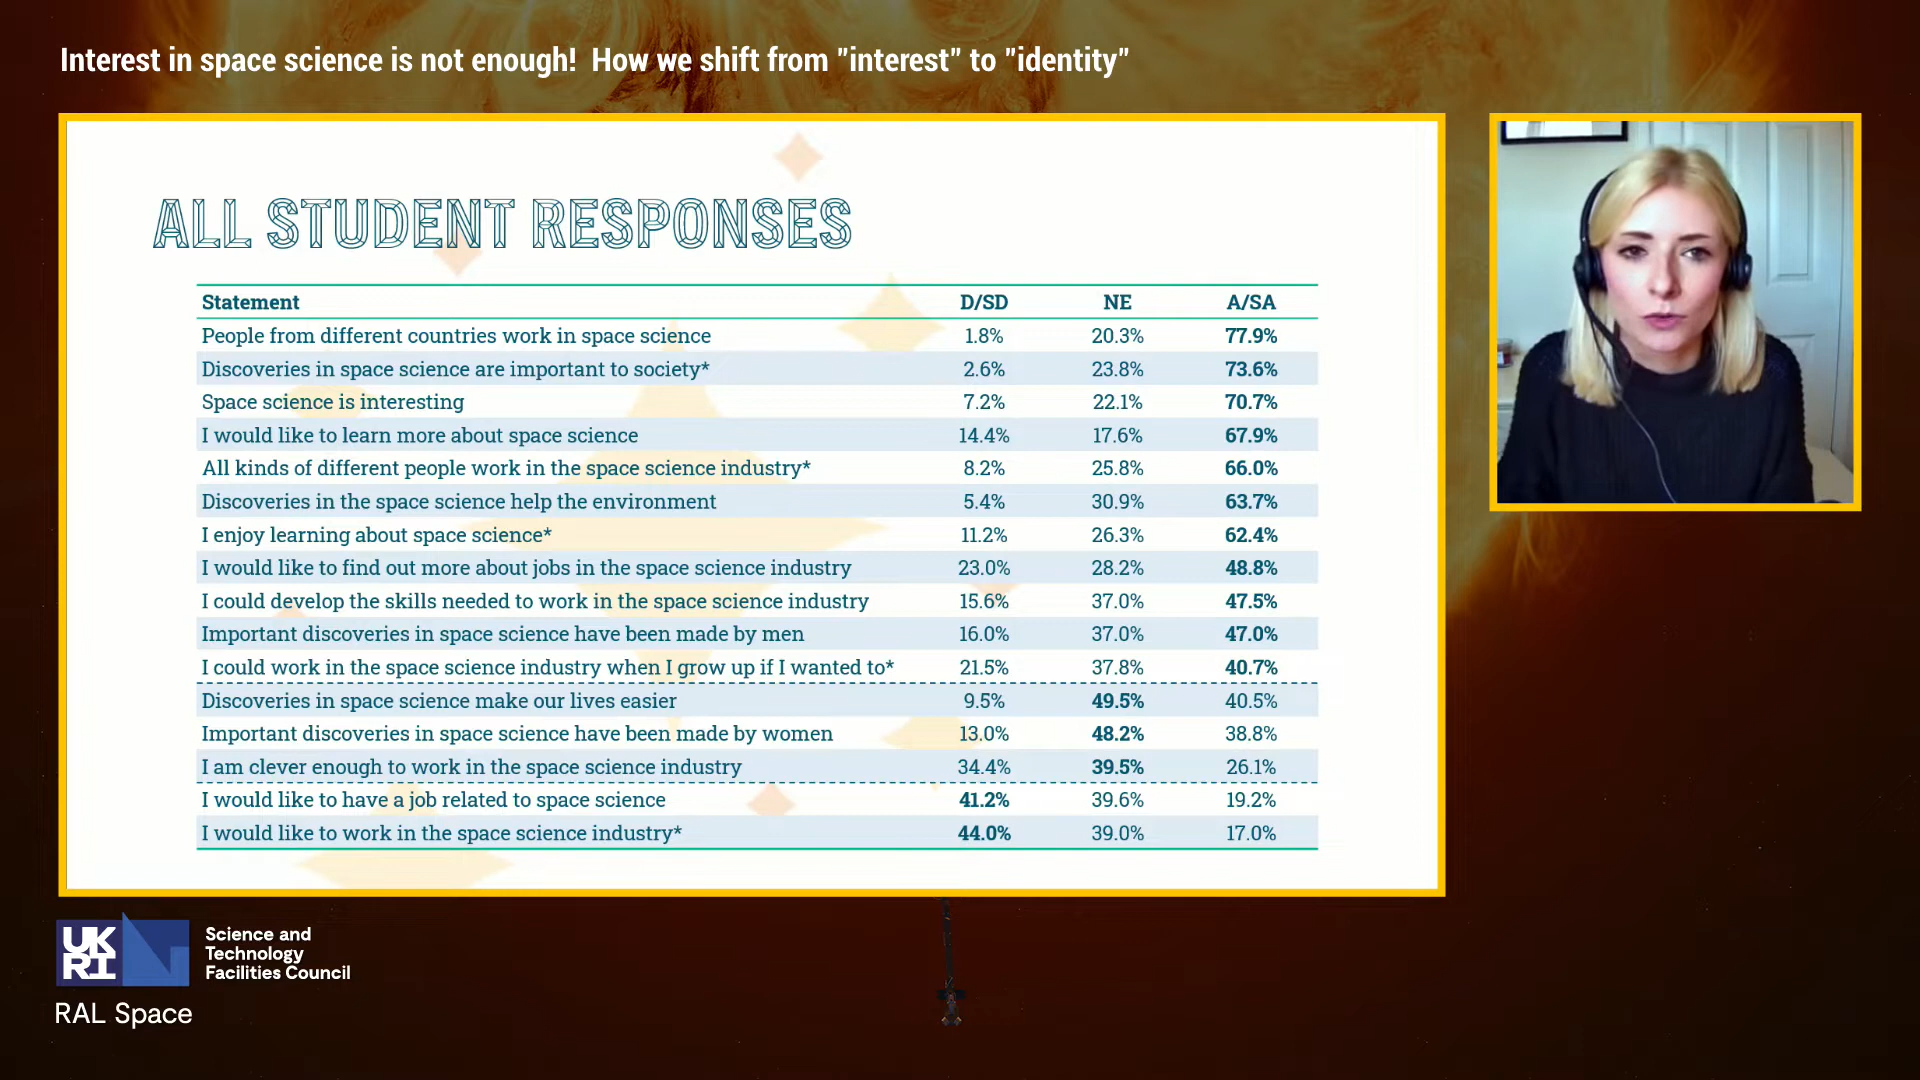 Interest in space science is not enough! How we shift from "interest" to "identity"
ALL STUDENT RESPONSES
Statement D/SD NE A/SA
People from different countries work in space science 1.8% 20.3% 77.9%
Discoveries in space science are important to society* 2.6% 23.8% 73.6%
Space science is interesting 7.2% 22.1% 70.7%
I would like to learn more about space science 14.4% 17.6% 67.9%
All kinds of different people work in the space science industry* 8.2% 25.8% 66.0%
Discoveries in the space science help the environment 5.4% 30.9% 63.7%
I enjoy learning about space science* 11.2% 26.3% 62.4%
I would like to find out more about jobs in the space science industry 23.0% 28.2% 48.8%
I could develop the skills needed to work in the space science industry 15.6% 37.0% 47.5%
Important discoveries in space science have been made by men 16.0% 37.0% 47.0%
I could work in the space science industry when I grow up if I wanted to* 21.5% 37.8% 40.7%
Discoveries in space science make our lives easier 9.5% 49.5% 40.5%
Important discoveries in space science have been made by women 13.0% 48.2% 38.8%
I am clever enough to work in the space science industry 34.4% 39.5% 26.1%
I would like to have a job related to space science 41.2% 39.6% 19.2%
I would like to work in the space science industry* 44.0% 39.0% 17.0%
UK
RI
Science and
Technology
Facilities Council
RAL Space